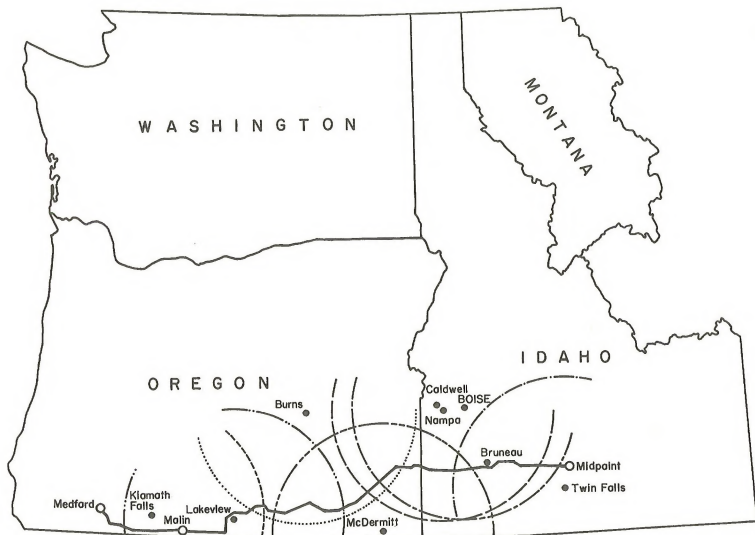 WASHINGTON
MONTANA
OREGON
IDAHO
Burns
Caldwell
BOISE
Nampa
Bruneau
Midpoint
Twin Falls
Medford
Klamath
Falls
Malin
Lakeview
McDermitt